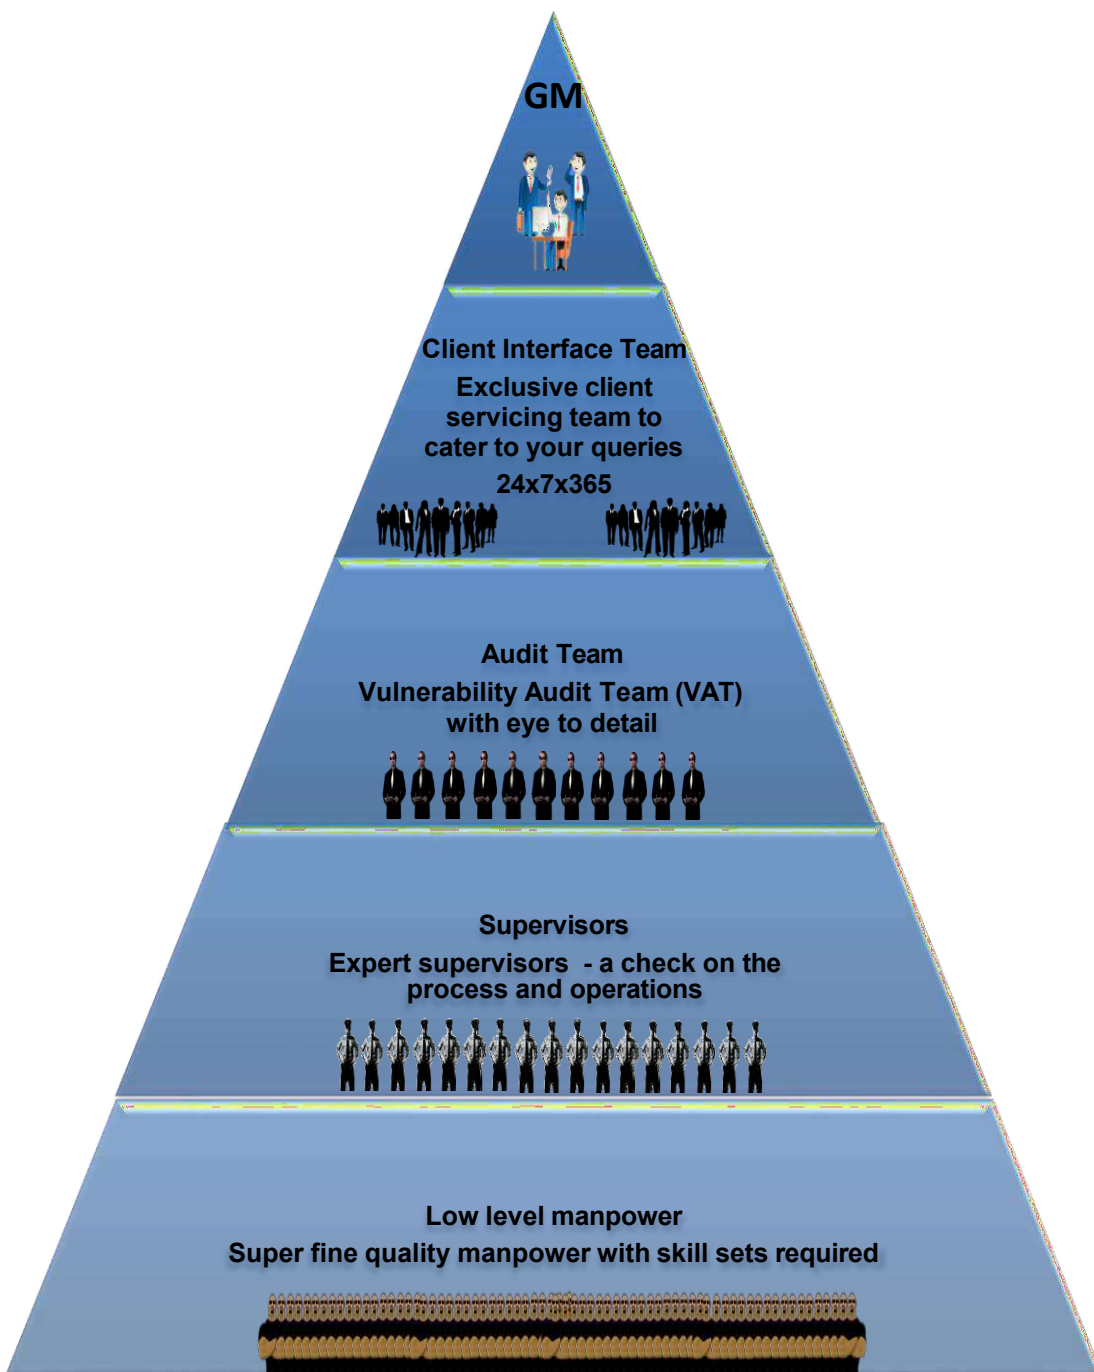 GM
Client Interface Team
Exclusive client
servicing team to
cater to your queries
24x7x365
Audit Team
Vulnerability Audit Team (VAT)
with eye to detail
Supervisors
Expert supervisors  - a check on the
process and operations
Low level manpower
Super fine quality manpower with skill sets required